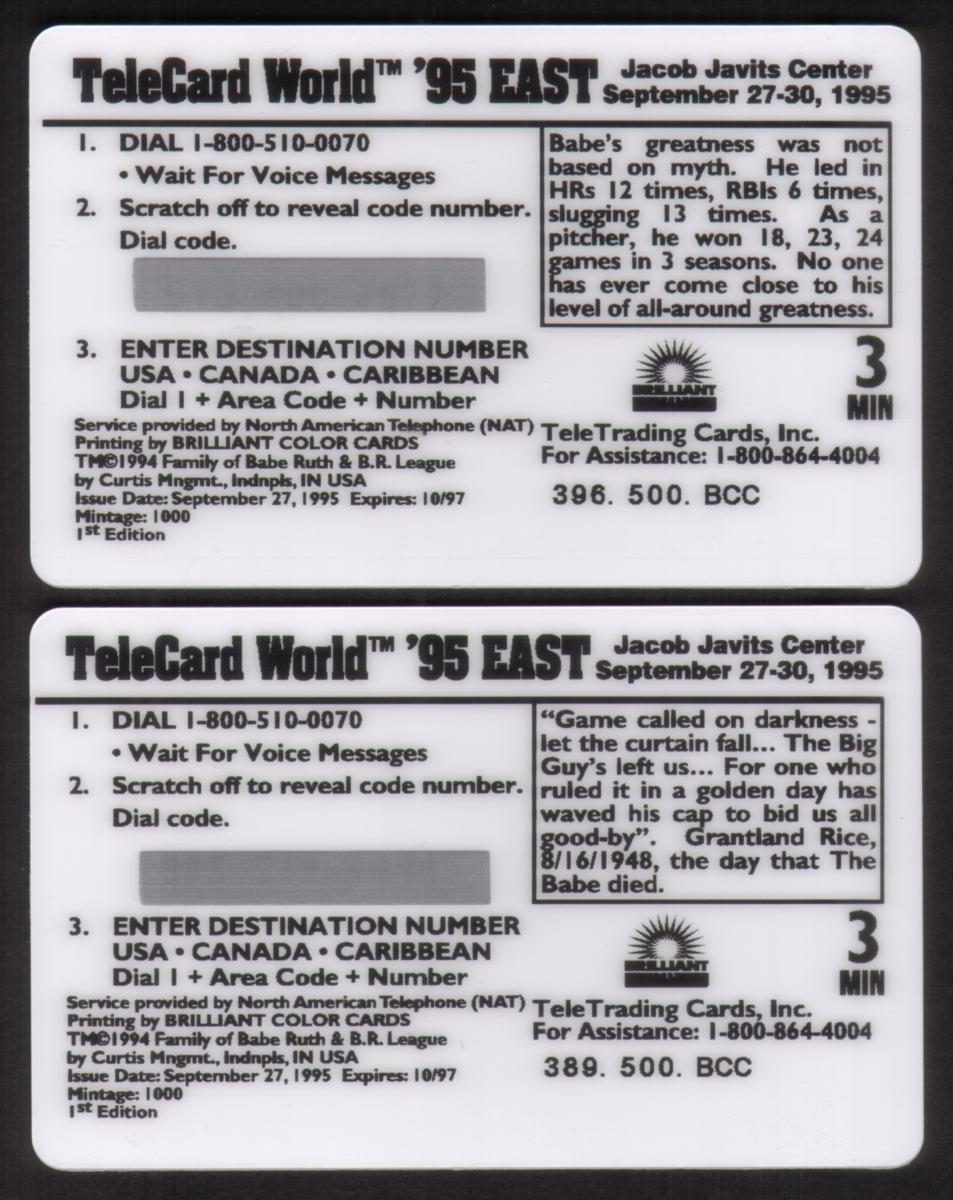 TeleCard World™ '95 EAST Jacob Javits Center
September 27-30, 1995
1. DIAL 1-800-510-0070
• Wait For Voice Messages
2. Scratch off to reveal code number.
Dial code.
Babe's greatness was not
based on myth. He led in
HRs 12 times, RBIs 6 times,
slugging 13 times. As a
pitcher, he won 18, 23, 24
games in 3 seasons. No one
has ever come close to his
level of all-around greatness.
3. ENTER DESTINATION NUMBER
USA • CANADA • CARIBBEAN
Dial 1 + Area Code + Number
BRILLIANT
3
MIN
Service provided by North American Telephone (NAT)
Printing by BRILLIANT COLOR CARDS
TM©1994 Family of Babe Ruth & B.R. League
by Curtis Mngmt., Indnpls, IN USA
Issue Date: September 27, 1995 Expires: 10/97
Mintage: 1000
1st Edition
TeleTrading Cards, Inc.
For Assistance: 1-800-864-4004
396. 500. BCC
TeleCard World™ '95 EAST Jacob Javits Center
September 27-30, 1995
1. DIAL 1-800-510-0070
• Wait For Voice Messages
2. Scratch off to reveal code number.
Dial code.
“Game called on darkness -
let the curtain fall... The Big
Guy's left us... For one who
ruled it in a golden day has
waved his cap to bid us all
good-by”. Grantland Rice,
8/16/1948, the day that The
Babe died.
3. ENTER DESTINATION NUMBER
USA • CANADA • CARIBBEAN
Dial 1 + Area Code + Number
BRILLIANT
3
MIN
Service provided by North American Telephone (NAT)
Printing by BRILLIANT COLOR CARDS
TM©1994 Family of Babe Ruth & B.R. League
by Curtis Mngmt., Indnpls, IN USA
Issue Date: September 27, 1995 Expires: 10/97
Mintage: 1000
1st Edition
TeleTrading Cards, Inc.
For Assistance: 1-800-864-4004
389. 500. BCC